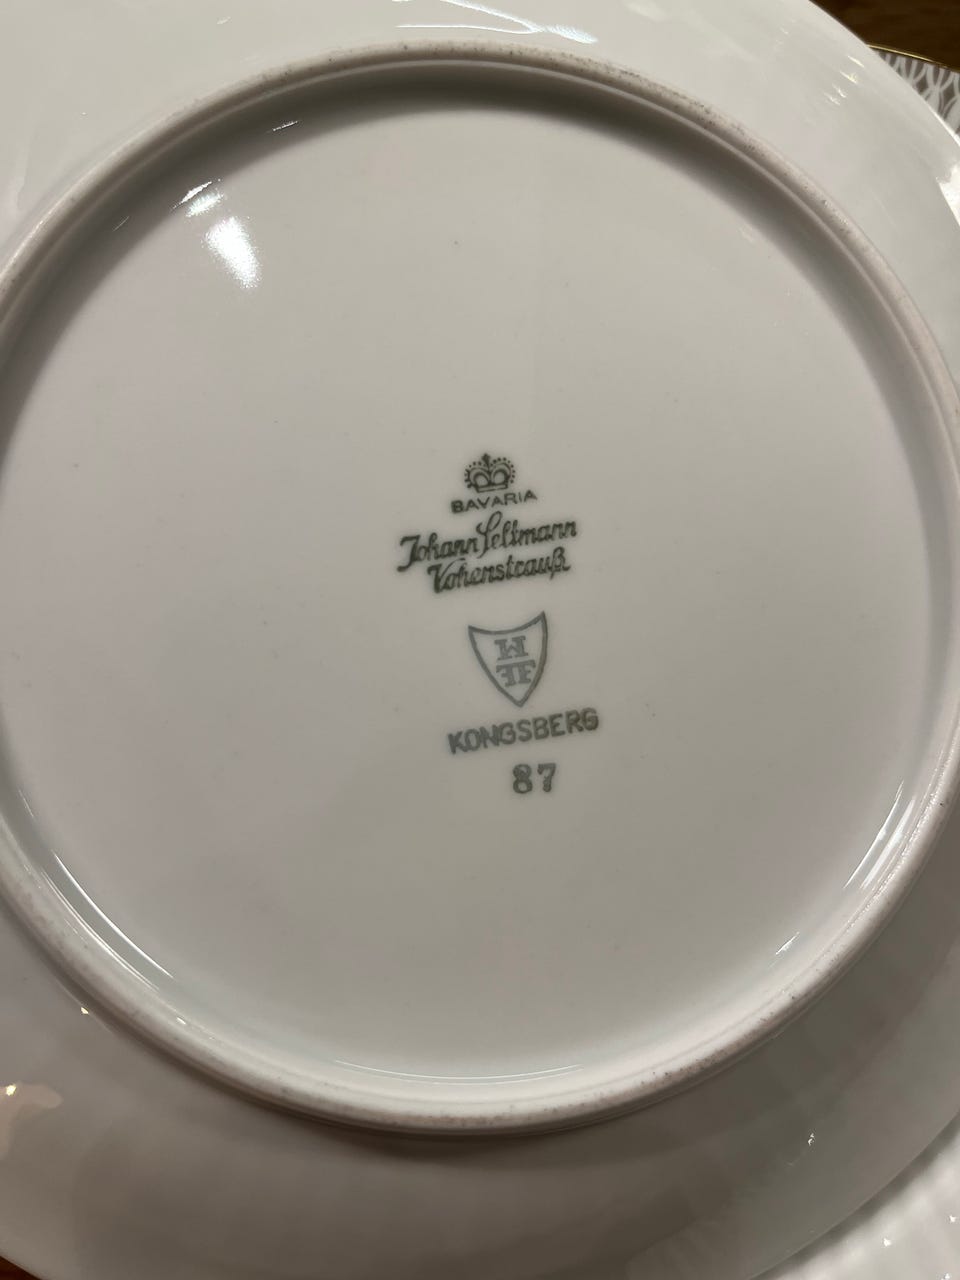 BAVARIA
Johann Seltmann
Vohenstrauß
KONGSBERG
87